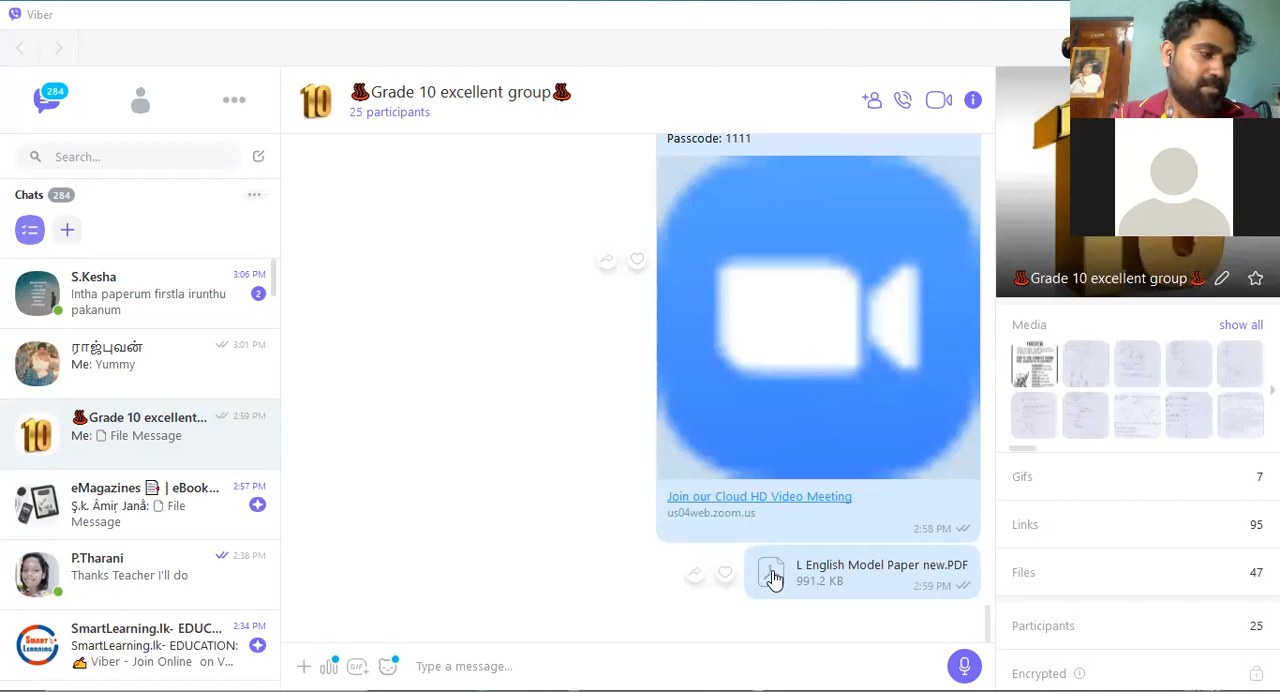 Viber
284
♨️Grade 10 excellent group♨️
25 participants
Search...
Chats 284
S.Kesha 3:06 PM
Intha paperum firstla irunthu
pakanum
2
ராஜ்புவன் 3:01 PM
Me: Yummy
♨️Grade 10 excellent... 2:59 PM
Me: File Message
10
eMagazines 📑 | eBook... 2:57 PM
Ş.k. Ámiŗ Janẳ: File
Message
P.Tharani 2:38 PM
Thanks Teacher I'll do
SmartLearning.lk- EDUC... 2:34 PM
SmartLearning.lk- EDUCATION:
✍️ Viber - Join Online on V...
SMART
LEARNING
Passcode: 1111
Join our Cloud HD Video Meeting
us04web.zoom.us
2:58 PM
L English Model Paper new.PDF
991.2 KB
2:59 PM
GIF
Type a message...
♨️Grade 10 excellent group♨️
Media show all
Gifs 7
Links 95
Files 47
Participants 25
Encrypted